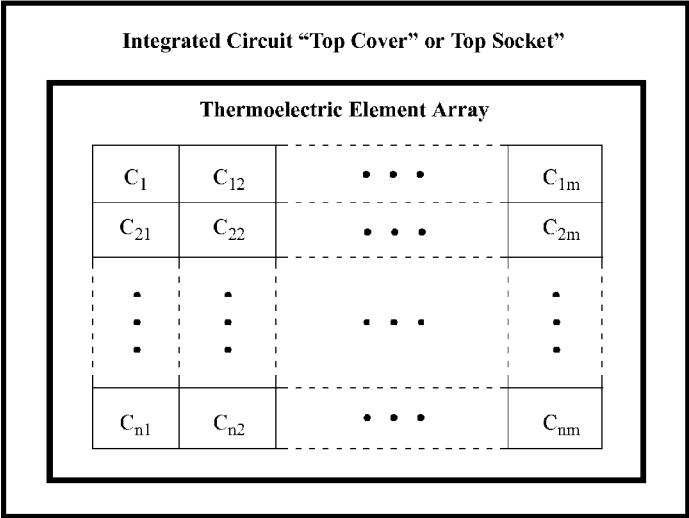 Integrated Circuit “Top Cover” or Top Socket”
Thermoelectric Element Array
C1 C12 • • • C1m
C21 C22 • • • C2m
• • • • • •
• • • • • •
• • •
Cn1 Cn2 • • • Cnm